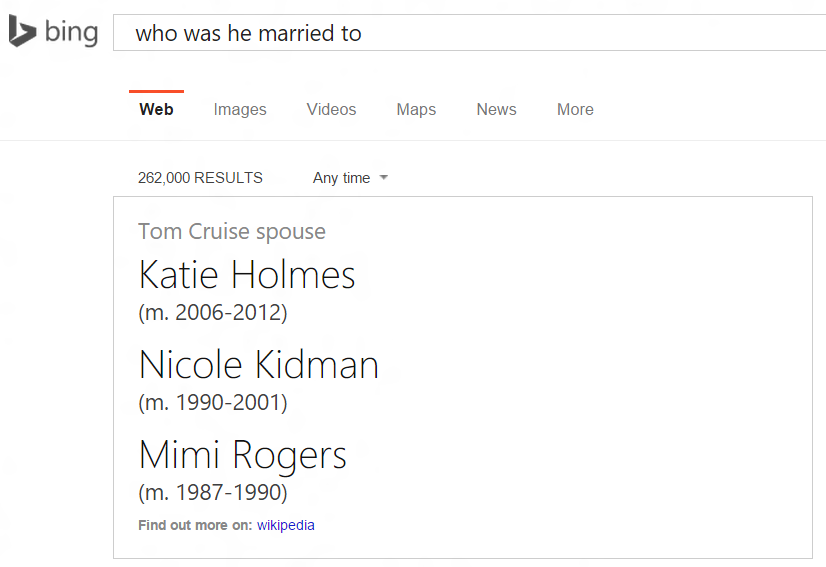 bing
who was he married to
Web Images Videos Maps News More
262,000 RESULTS Any time
Tom Cruise spouse
Katie Holmes
(m. 2006-2012)
Nicole Kidman
(m. 1990-2001)
Mimi Rogers
(m. 1987-1990)
Find out more on: wikipedia